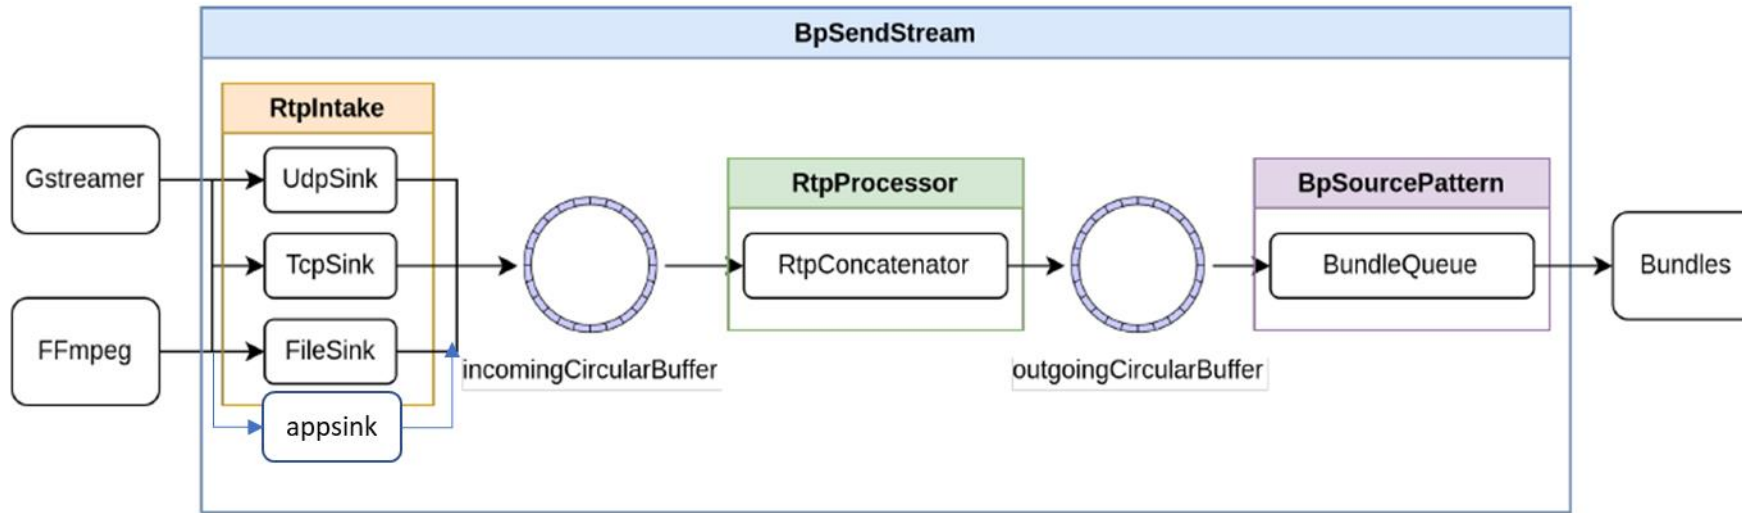 BpSendStream
RtpIntake
Gstreamer
UdpSink
TcpSink
FFmpeg
FileSink
appsink
incomingCircularBuffer
RtpProcessor
RtpConcatenator
outgoingCircularBuffer
BpSourcePattern
BundleQueue
Bundles